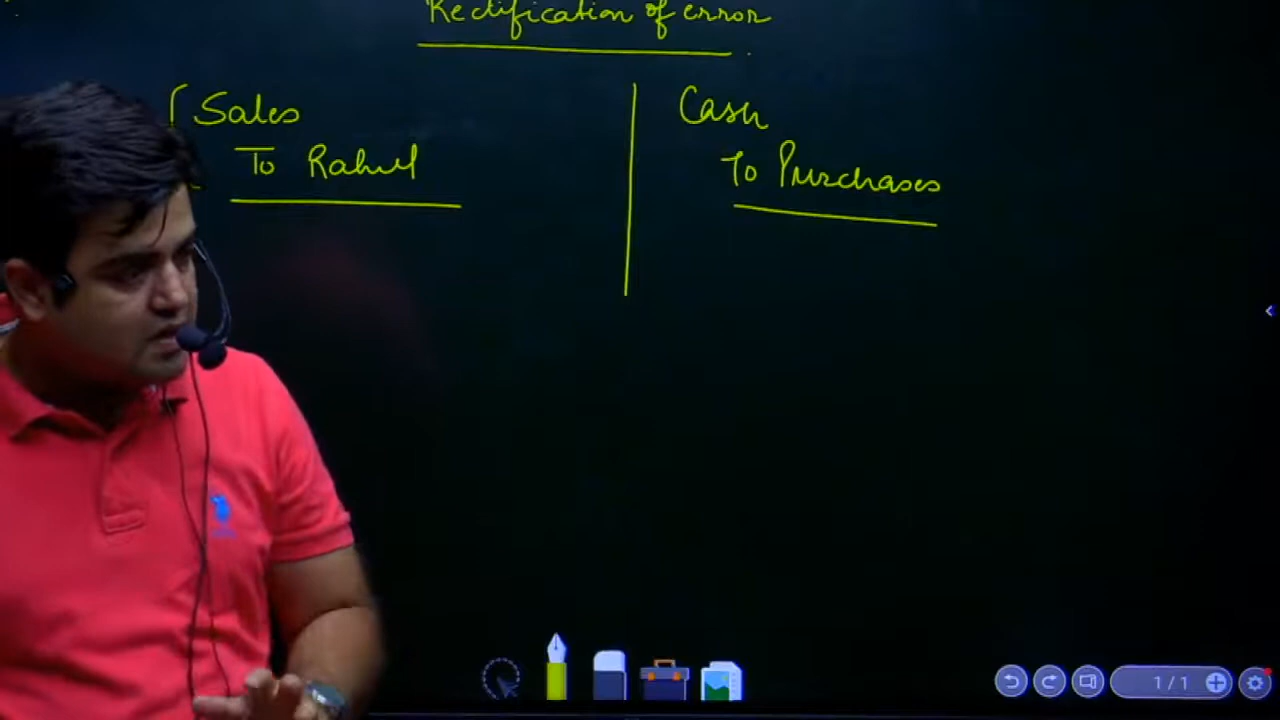 Rectification of error
Sales
To Rahul
Cash
To Purchases
1/1